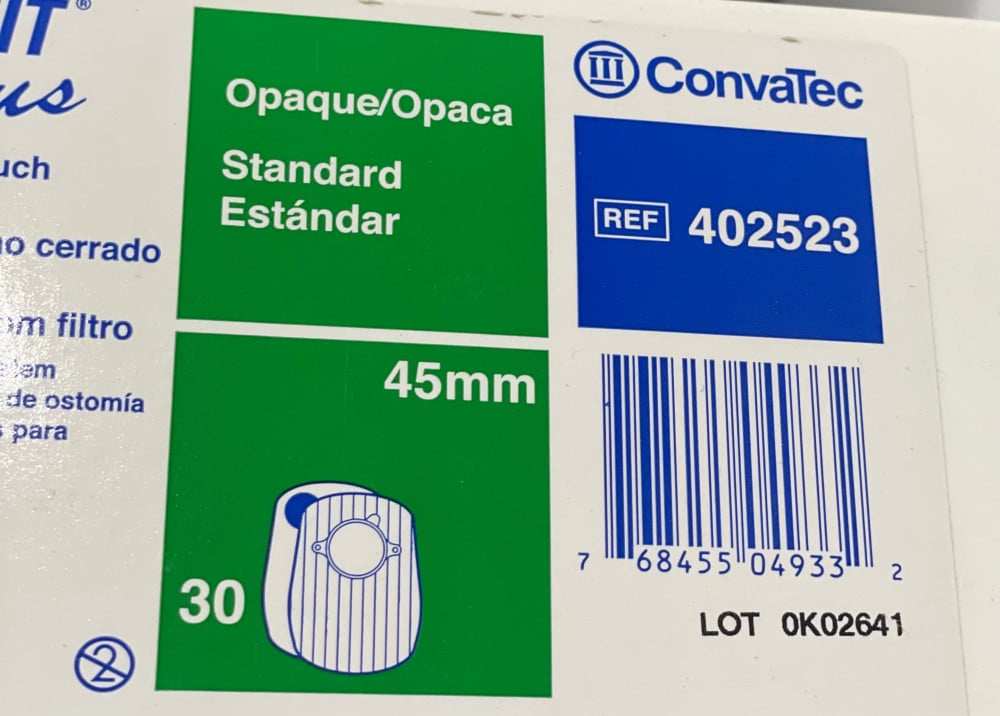 ®
Opaque/Opaca
Standard
Estándar
ConvaTec
REF 402523
cerrado
filtro
de ostomía
para
45mm
30
2
7 68455 04933 2
LOT 0K02641